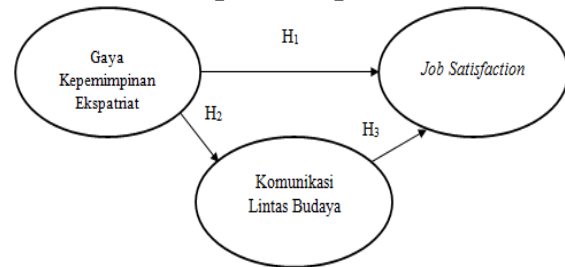 H1
Gaya
Kepemimpinan
Ekspatriat
Job Satisfaction
H2
H3
Komunikasi
Lintas Budaya